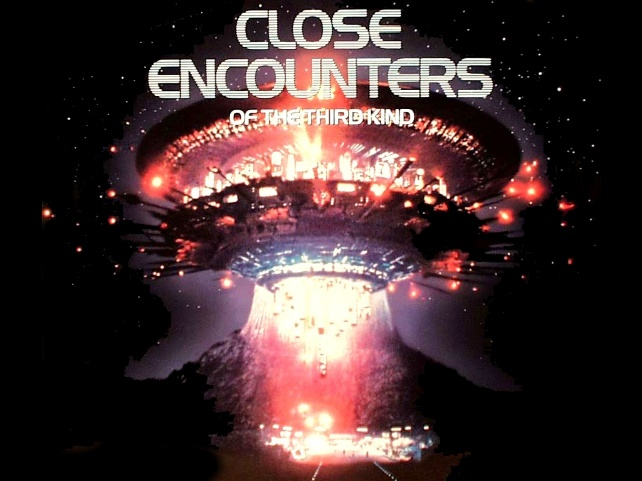 CLOSE
ENCOUNTERS
OF THE THIRD KIND